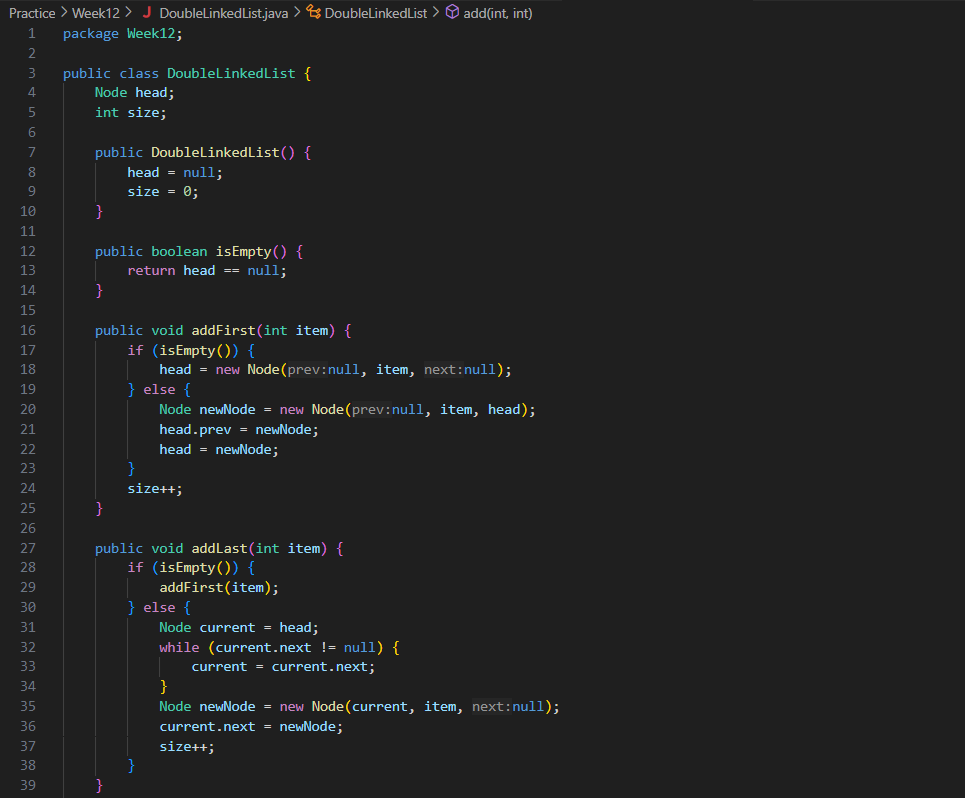 Practice > Week12 > J DoubleLinkedList.java > DoubleLinkedList > add(int, int)
1 package Week12;
2
3 public class DoubleLinkedList {
4     Node head;
5     int size;
6
7     public DoubleLinkedList() {
8         head = null;
9         size = 0;
10     }
11
12     public boolean isEmpty() {
13         return head == null;
14     }
15
16     public void addFirst(int item) {
17         if (isEmpty()) {
18             head = new Node(prev:null, item, next:null);
19         } else {
20             Node newNode = new Node(prev:null, item, head);
21             head.prev = newNode;
22             head = newNode;
23         }
24         size++;
25     }
26
27     public void addLast(int item) {
28         if (isEmpty()) {
29             addFirst(item);
30         } else {
31             Node current = head;
32             while (current.next != null) {
33                 current = current.next;
34             }
35             Node newNode = new Node(current, item, next:null);
36             current.next = newNode;
37             size++;
38         }
39     }